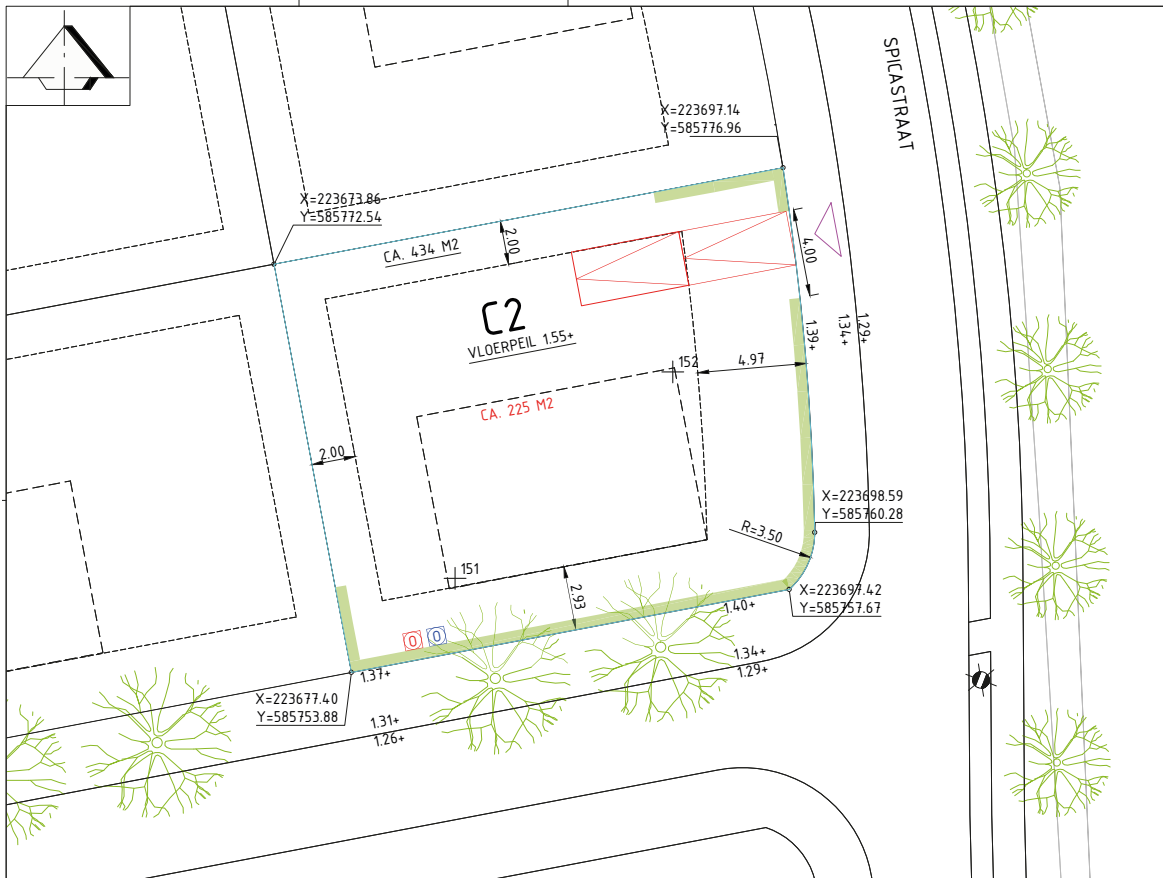 X=223697.14
Y=585776.96
SPICASTRAAT
X=223673.86
Y=585772.54
CA. 434 M2
2.00
4.00
C2
VLOERPEIL 1.55+
1.39+
1.34+
1.29+
152
4.97
CA. 225 M2
2.00
X=223698.59
Y=585760.28
R=3.50
151
2.93
X=223697.42
Y=585757.67
1.40+
O
O
1.37+
1.34+
1.29+
X=223677.40
Y=585753.88
1.31+
1.26+